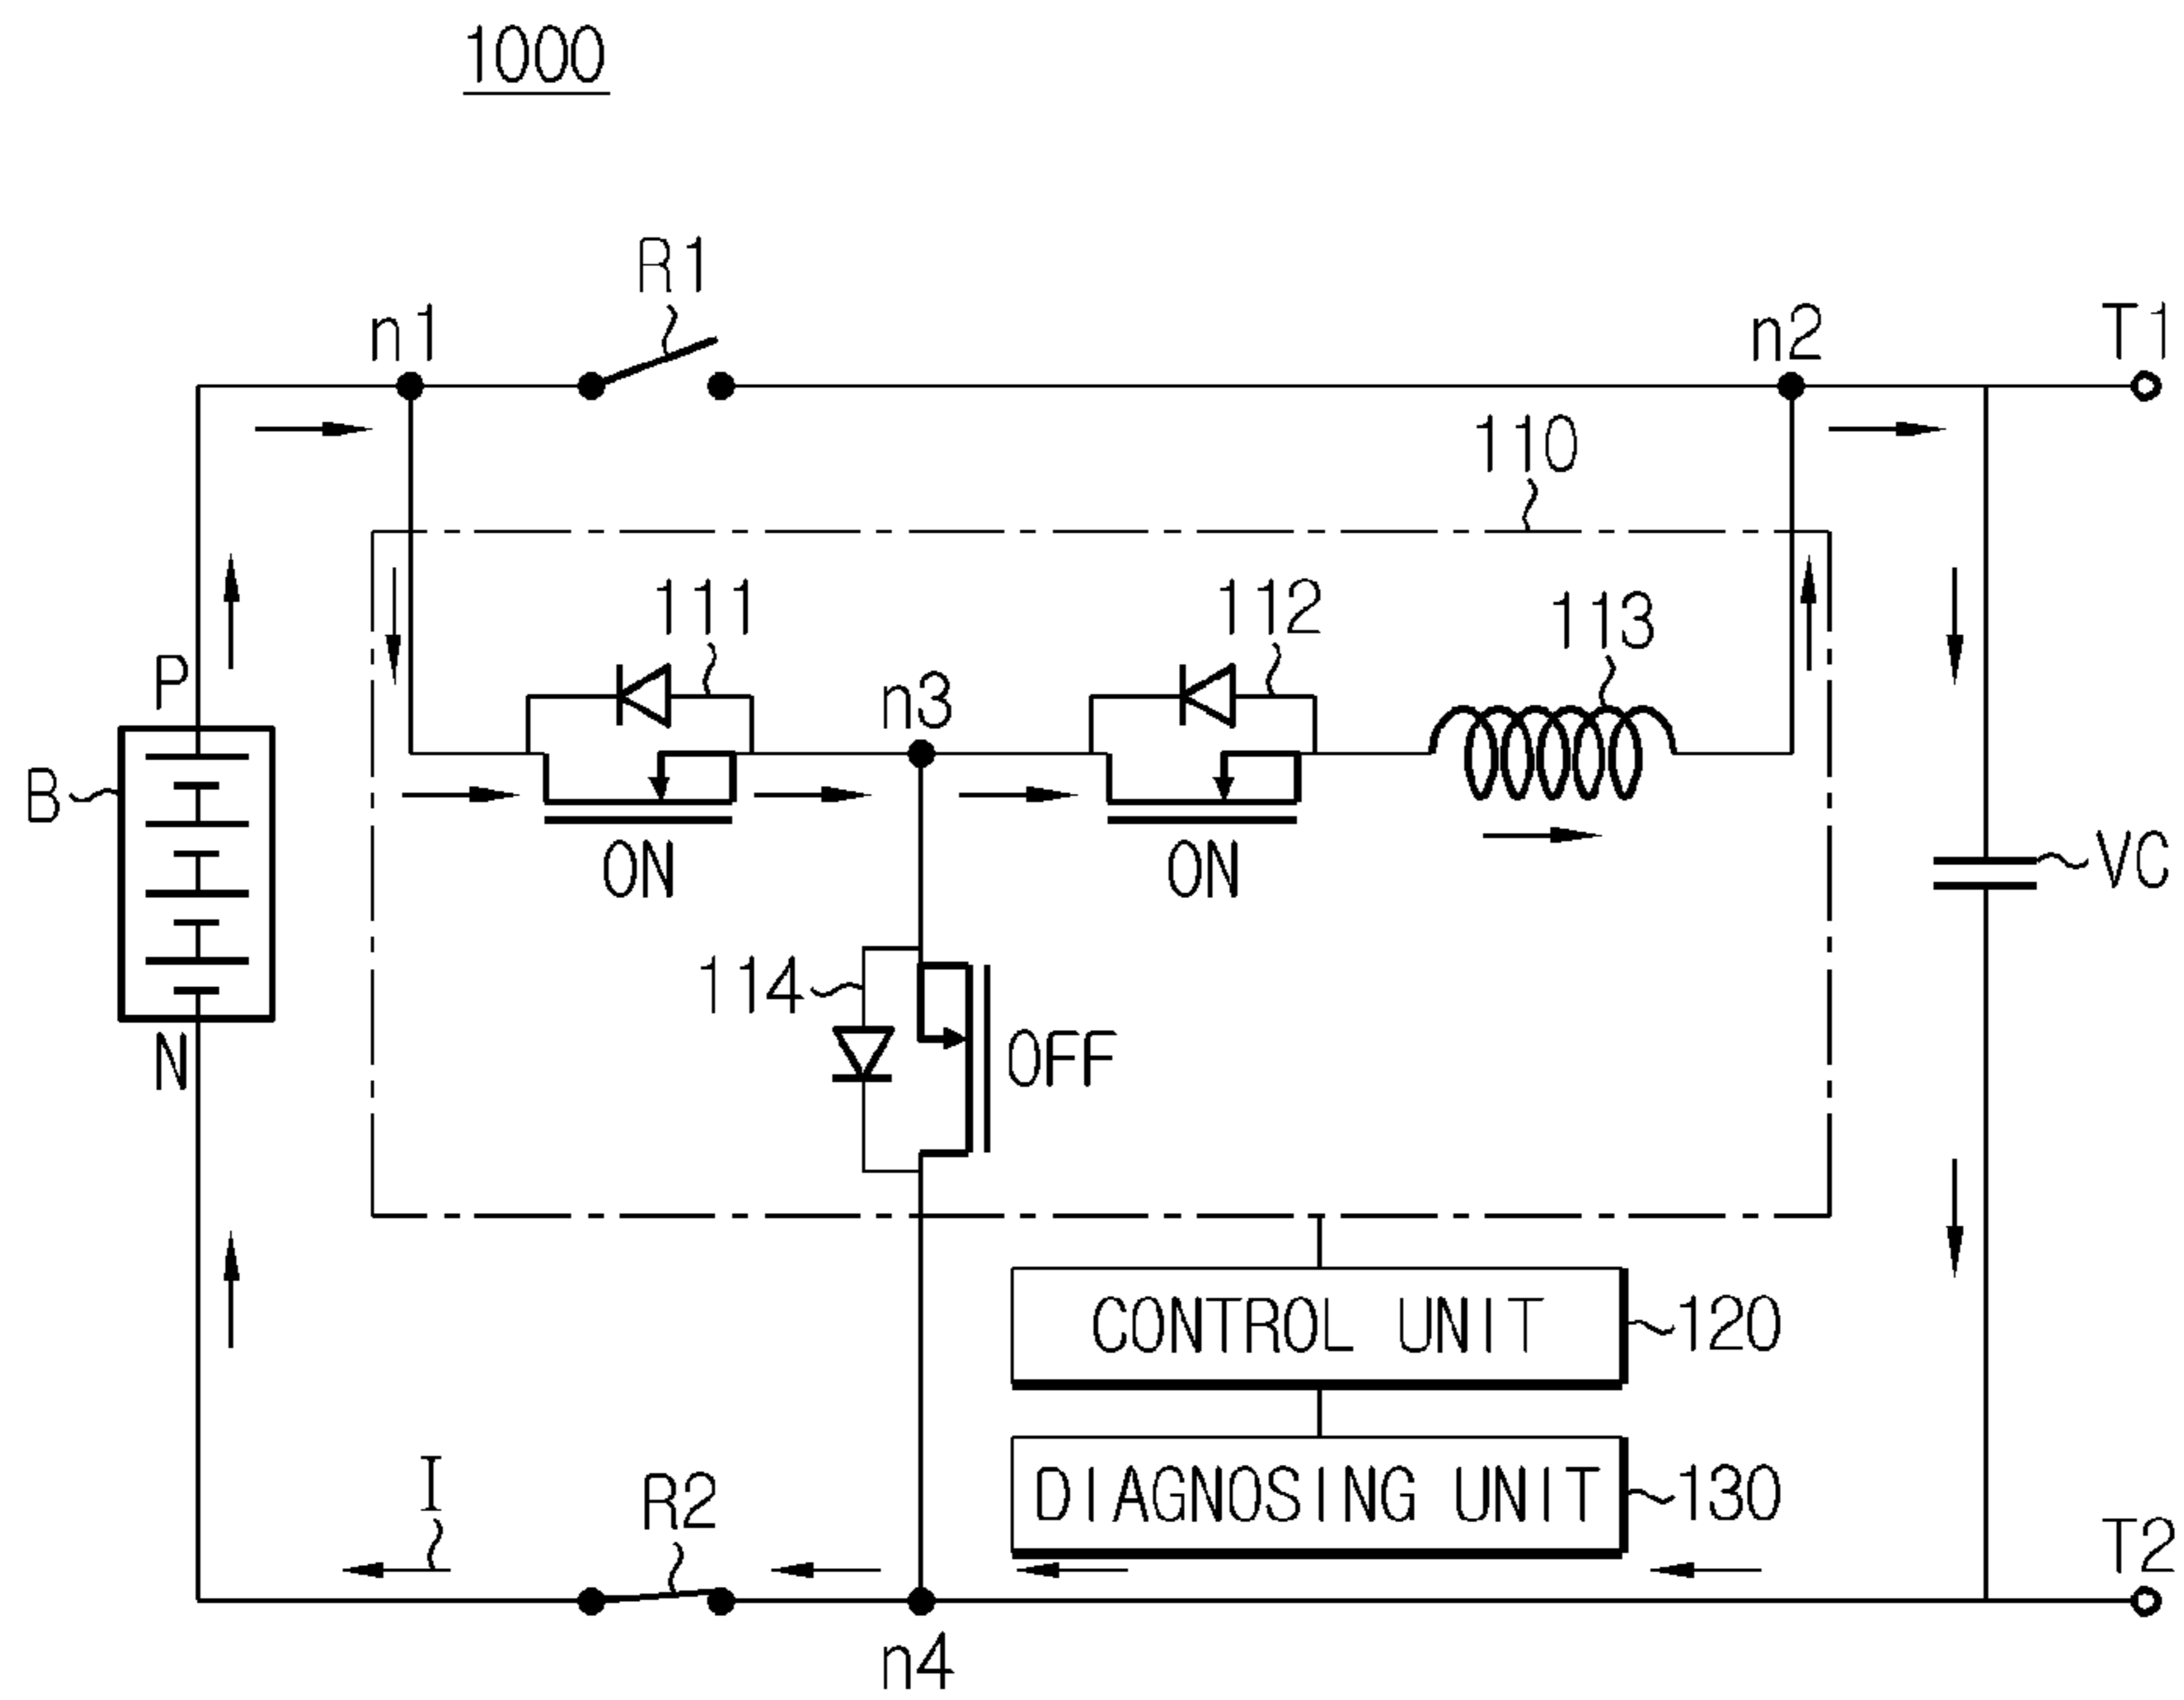 1000
R1
n1
n2
T1
110
111
112
113
n3
P
B
ON
ON
VC
114
OFF
N
CONTROL UNIT
120
I
R2
DIAGNOSING UNIT
130
T2
n4